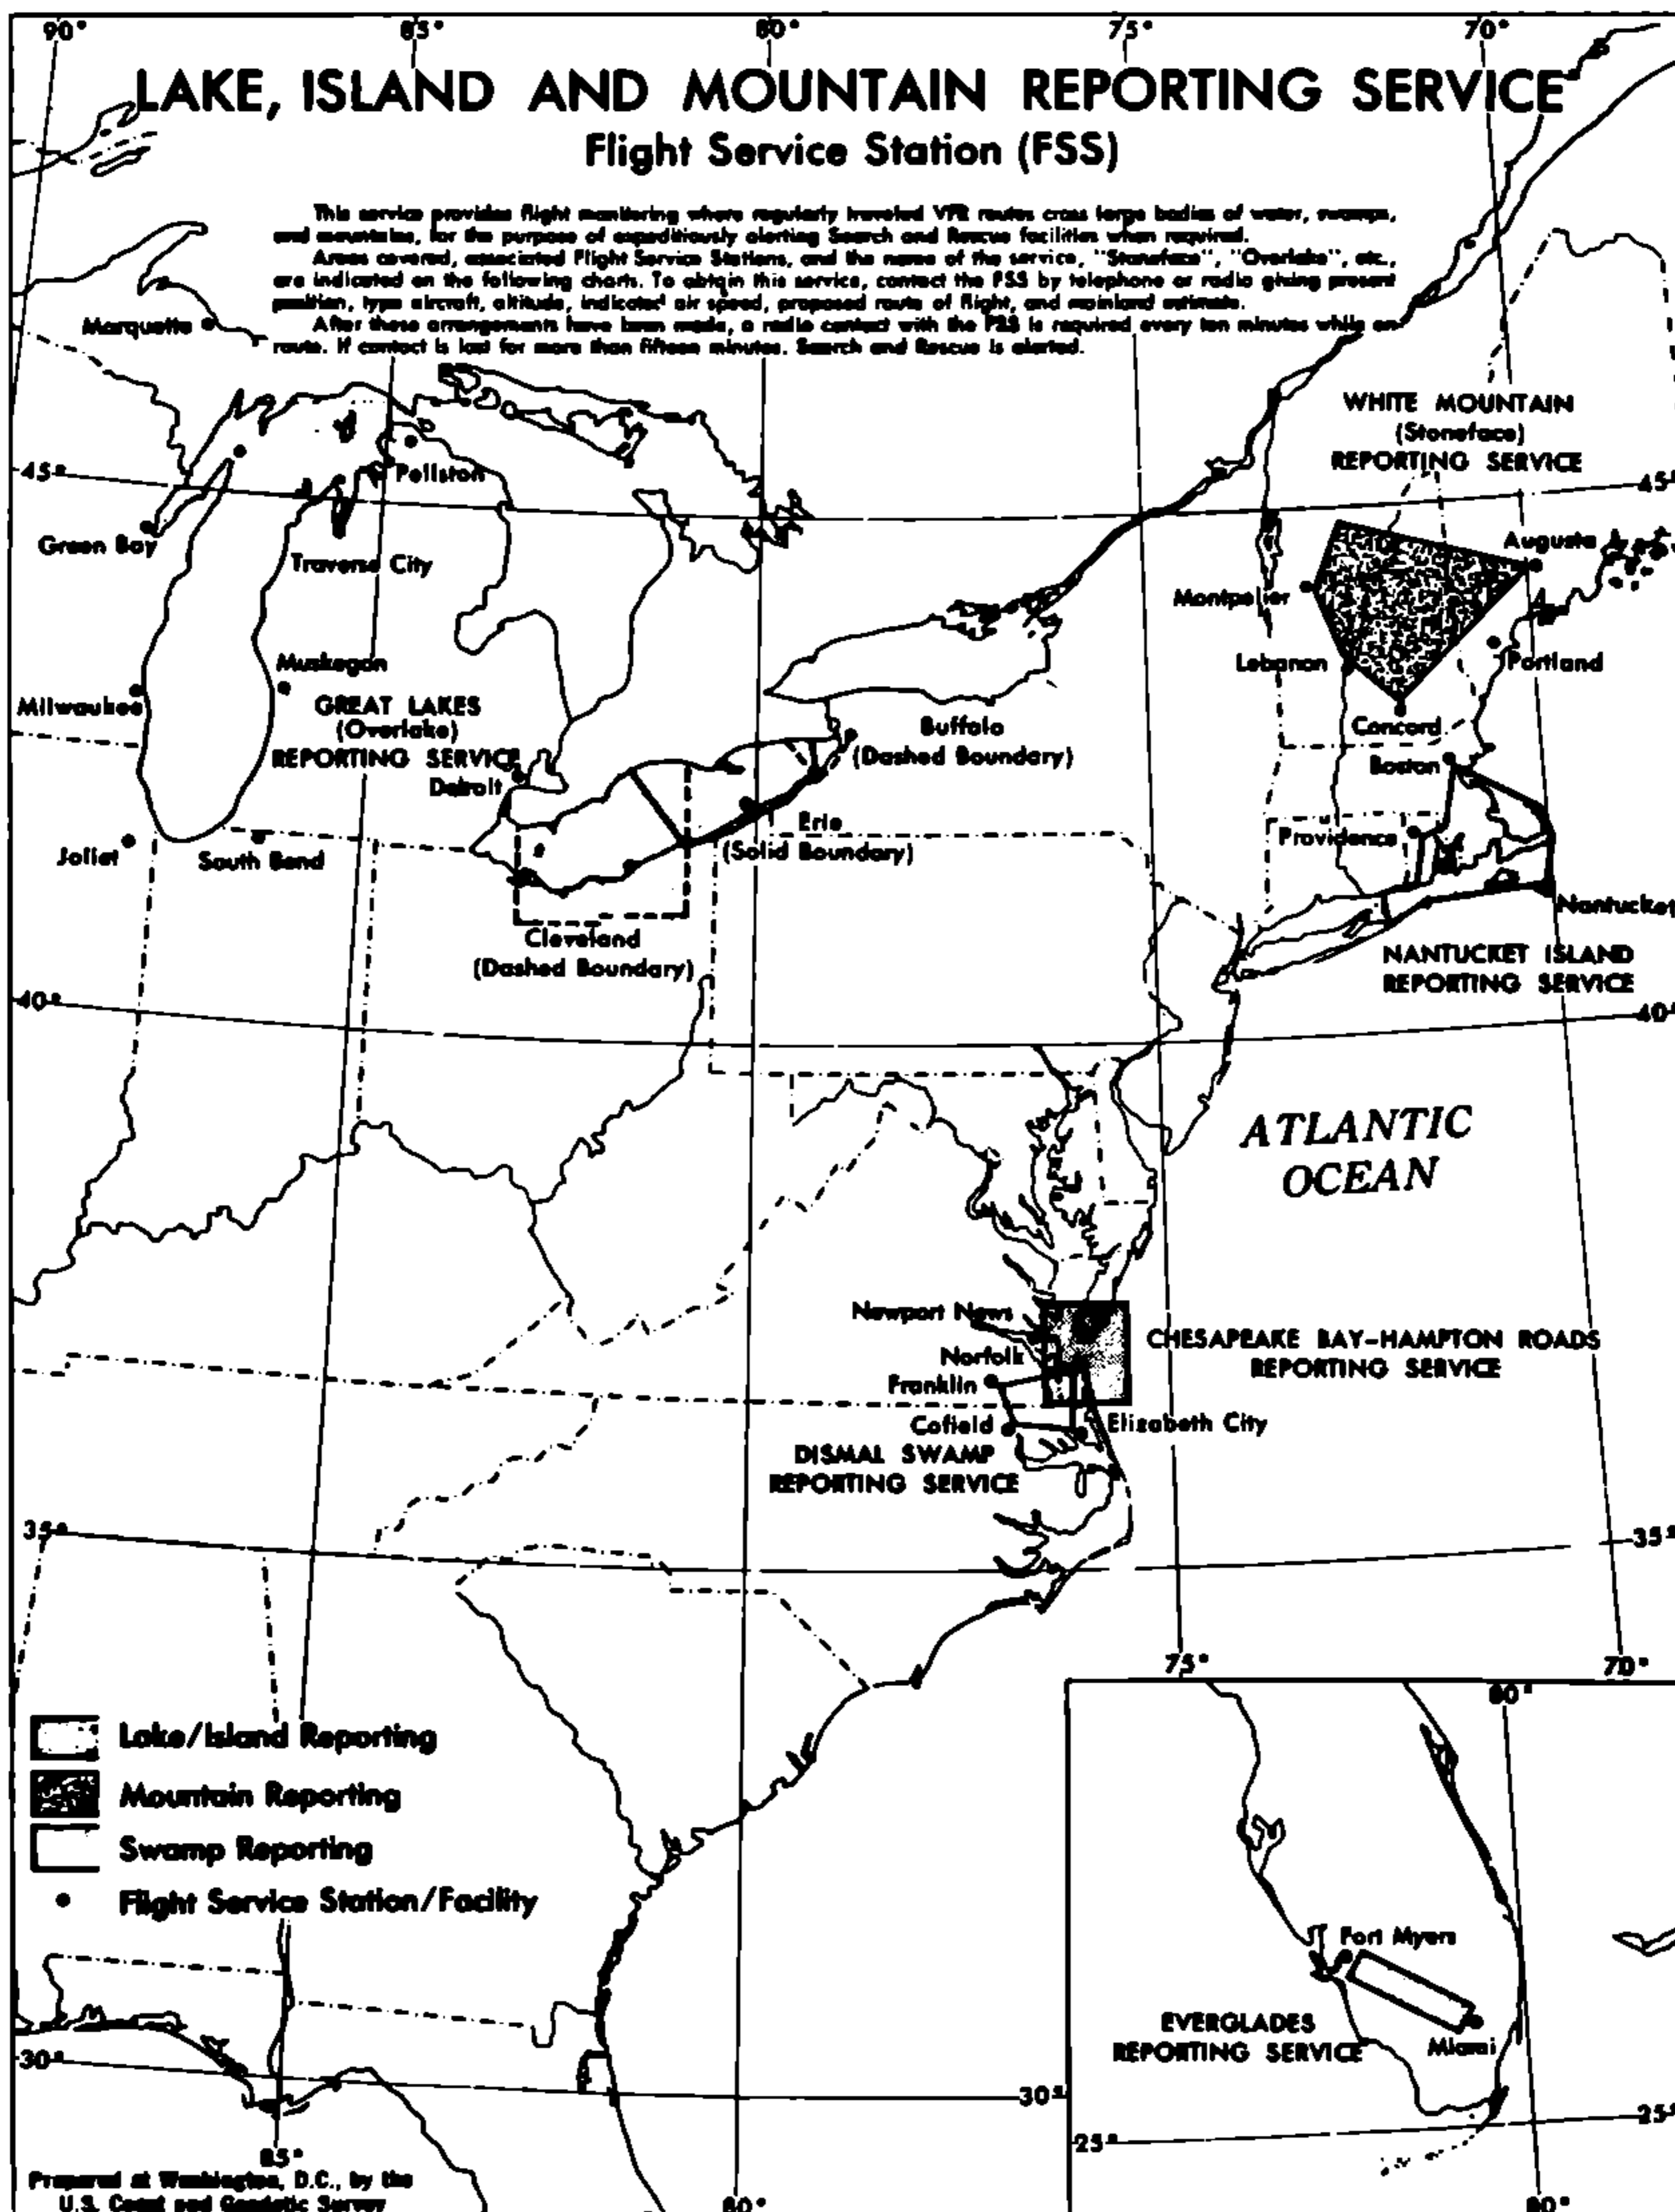 90°
85°
80°
75°
70°
LAKE, ISLAND AND MOUNTAIN REPORTING SERVICE
Flight Service Station (FSS)
This service provides flight monitoring where regularly traveled VFR routes cross large bodies of water, swamps,
and mountains, for the purpose of expeditiously alerting Search and Rescue facilities when required.
Areas covered, associated Flight Service Stations, and the name of the service, "Stoneface", "Overlake", etc.,
are indicated on the following charts. To obtain this service, contact the FSS by telephone or radio giving present
position, type aircraft, altitude, indicated air speed, proposed route of flight, and mainland estimate.
After these arrangements have been made, a radio contact with the FSS is required every ten minutes while en
route. If contact is lost for more than fifteen minutes. Search and Rescue is alerted.
Marquette
WHITE MOUNTAIN
(Stoneface)
REPORTING SERVICE
45°
Pellston
45°
Green Bay
Traverse City
Augusta
Montpelier
Muskegon
Lebanon
Portland
Milwaukee
GREAT LAKES
(Overlake)
REPORTING SERVICE
Buffalo
(Dashed Boundary)
Concord
Detroit
Boston
Erie
(Solid Boundary)
Providence
Joliet
South Bend
Cleveland
(Dashed Boundary)
Nantucket
NANTUCKET ISLAND
REPORTING SERVICE
40°
40°
ATLANTIC
OCEAN
Newport News
Norfolk
Franklin
CHESAPEAKE BAY-HAMPTON ROADS
REPORTING SERVICE
Cofield
Elizabeth City
DISMAL SWAMP
REPORTING SERVICE
35°
35°
75°
70°
80°
Lake/Island Reporting
Mountain Reporting
Swamp Reporting
Flight Service Station/Facility
Fort Myers
EVERGLADES
REPORTING SERVICE
Miami
30°
30°
25°
25°
85°
Prepared at Washington, D.C., by the
U.S. Coast and Geodetic Survey
80°
80°